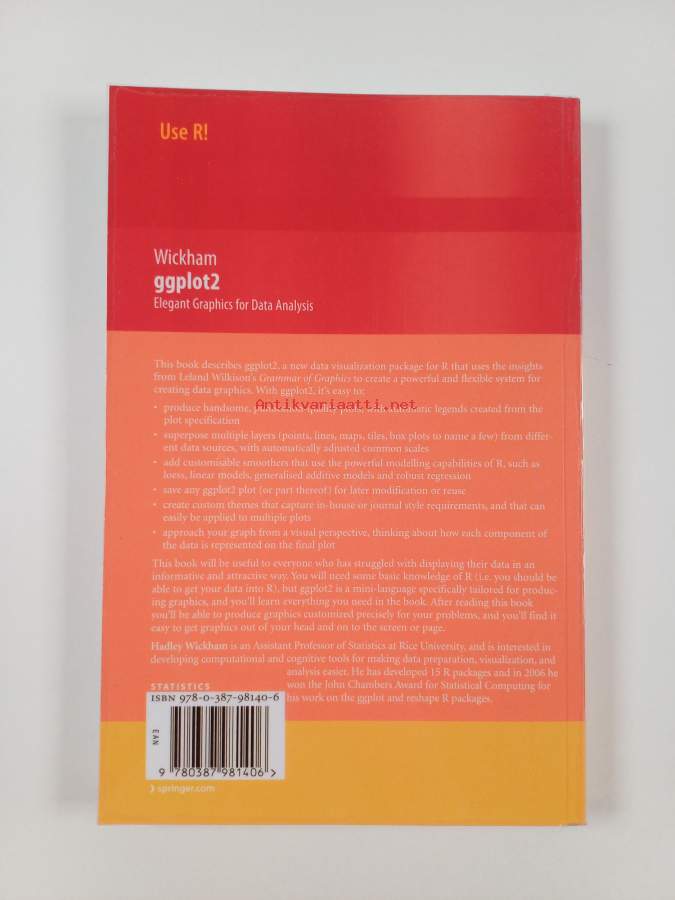 Use R!
Wickham
ggplot2
Elegant Graphics for Data Analysis
This book describes ggplot2, a new data visualization package for R that uses the insights
from Leland Wilkison's Grammar of Graphics to create a powerful and flexible system for
creating data graphics. With ggplot2, it's easy to:
Antikvariaatti.net
• produce handsome, quality plots, with automatic legends created from the
plot specification
• superpose multiple layers (points, lines, maps, tiles, box plots to name a few) from differ-
ent data sources, with automatically adjusted common scales
• add customisable smoothers that use the powerful modelling capabilities of R, such as
loess, linear models, generalised additive models and robust regression
• save any ggplot2 plot (or part thereof) for later modification or reuse
• create custom themes that capture in-house or journal style requirements, and that can
easily be applied to multiple plots
• approach your graph from a visual perspective, thinking about how each component of
the data is represented on the final plot
This book will be useful to everyone who has struggled with displaying their data in an
informative and attractive way. You will need some basic knowledge of R (i.e. you should be
able to get your data into R), but ggplot2 is a mini-language specifically tailored for produc-
ing graphics, and you'll learn everything you need in the book. After reading this book
you'll be able to produce graphics customized precisely for your problems, and you'll find it
easy to get graphics out of your head and on to the screen or page.
Hadley Wickham is an Assistant Professor of Statistics at Rice University, and is interested in
developing computational and cognitive tools for making data preparation, visualization, and
analysis easier. He has developed 15 R packages and in 2006 he
won the John Chambers Award for Statistical Computing for
his work on the ggplot and reshape R packages.
STATISTICS
ISBN 978-0-387-98140-6
EAN
9 780387 981406 >
springer.com